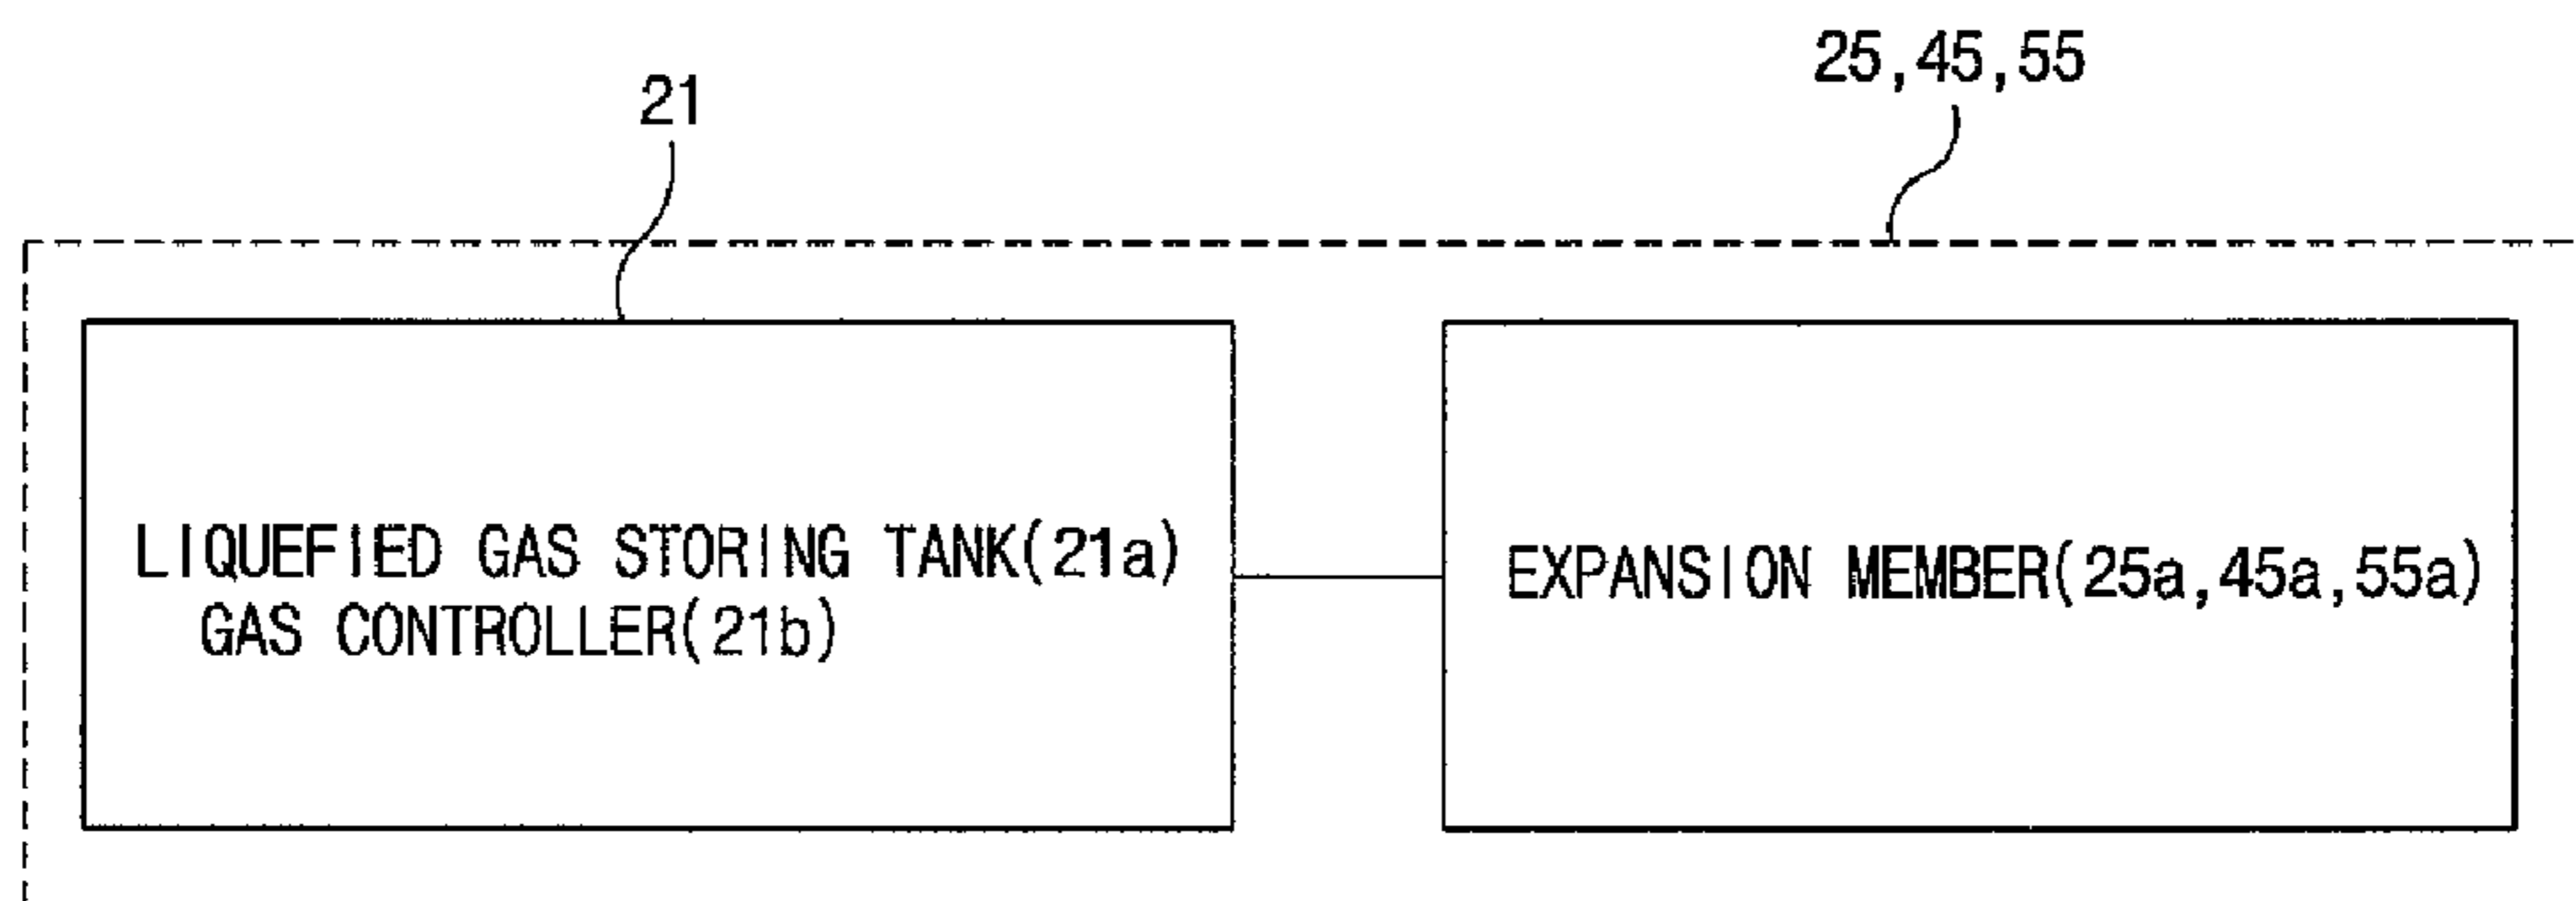 25,45,55
21
LIQUEFIED GAS STORING TANK(21a)
GAS CONTROLLER(21b)
EXPANSION MEMBER(25a,45a,55a)